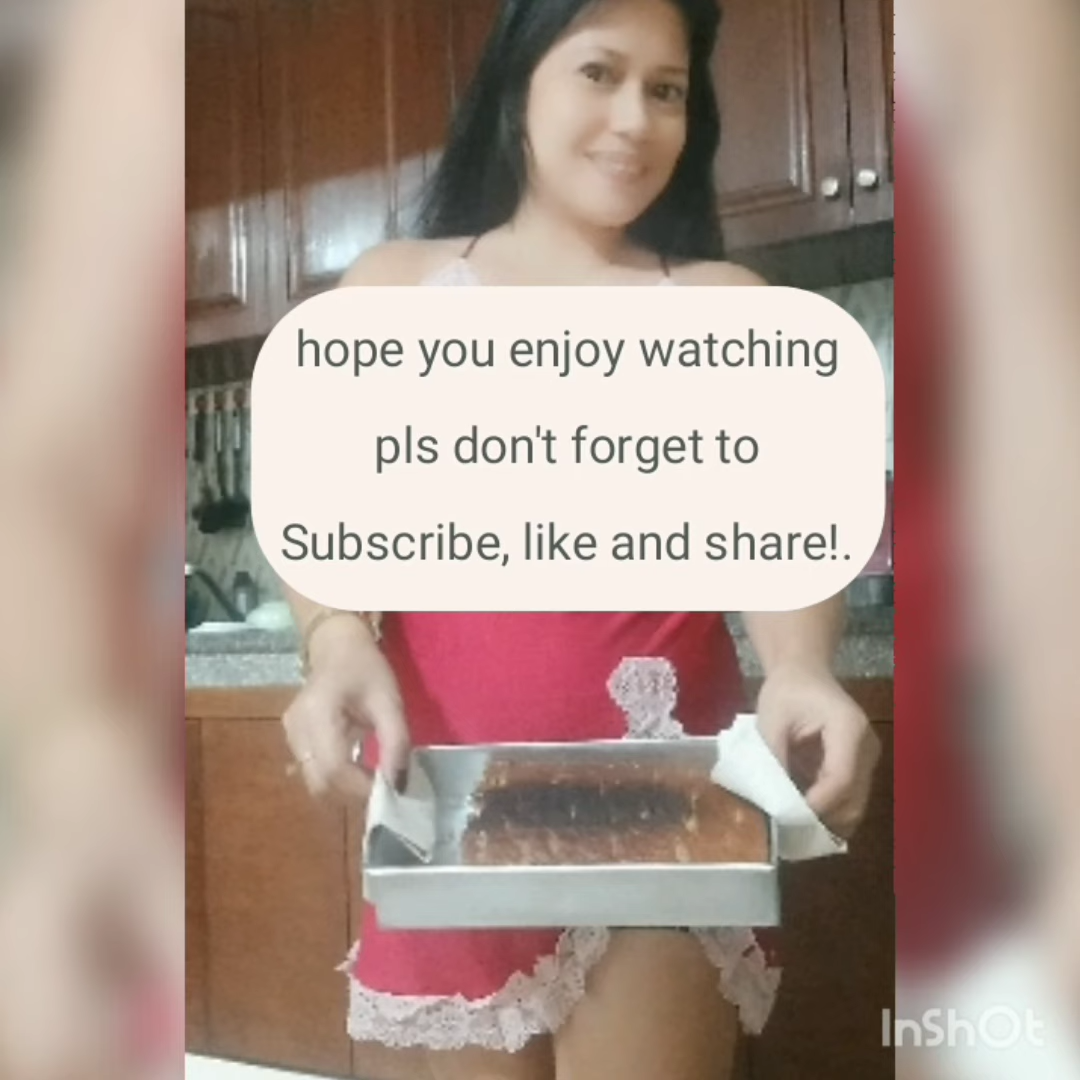 hope you enjoy watching
pls don't forget to
Subscribe, like and share!.
InShOt